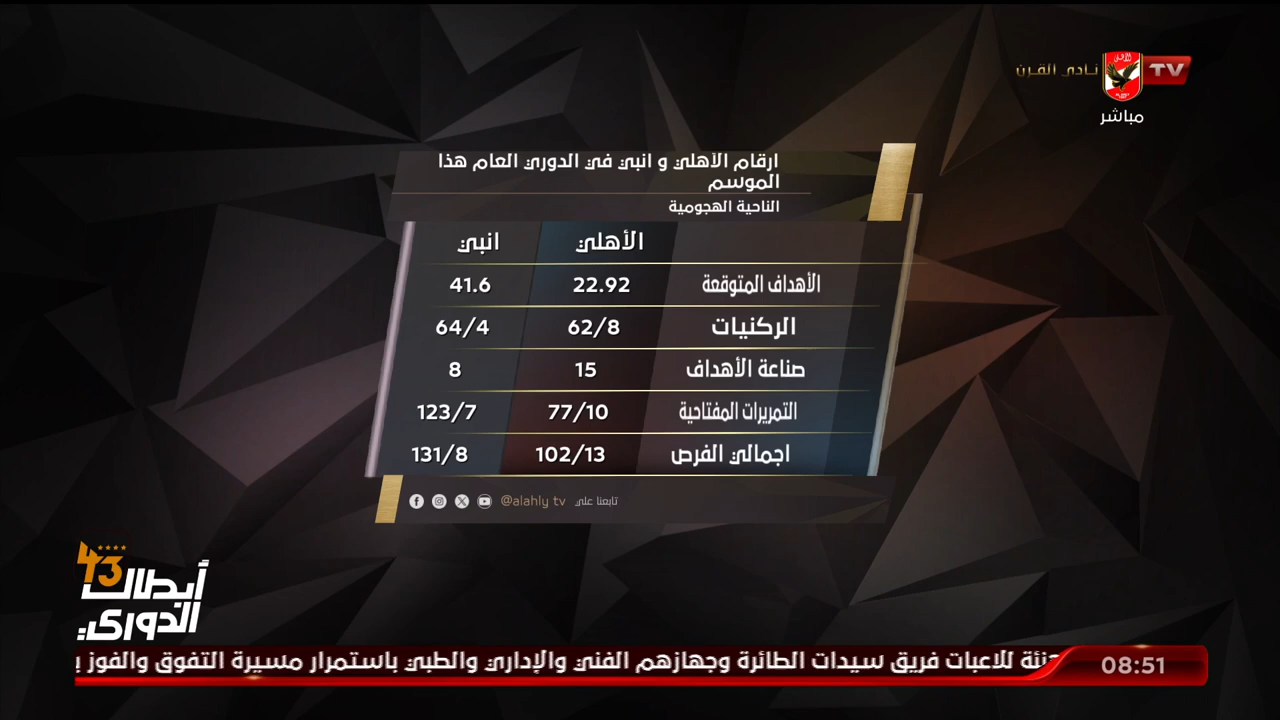 نادي القرن
TV
مباشر
ارقام الأهلي و انبي في الدوري العام هذا
الموسم
الناحية الهجومية
الأهلي انبي
الأهداف المتوقعة 22.92 41.6
الركنيات 62/8 64/4
صناعة الأهداف 15 8
التمريرات المفتاحية 77/10 123/7
اجمالي الفرص 102/13 131/8
تابعنا علي @alahly tv
43
أبطال
الدوري
08:51
للاعبات فريق سيدات الطائرة وجهازهم الفني والإداري والطبي باستمرار مسيرة التفوق والفوز